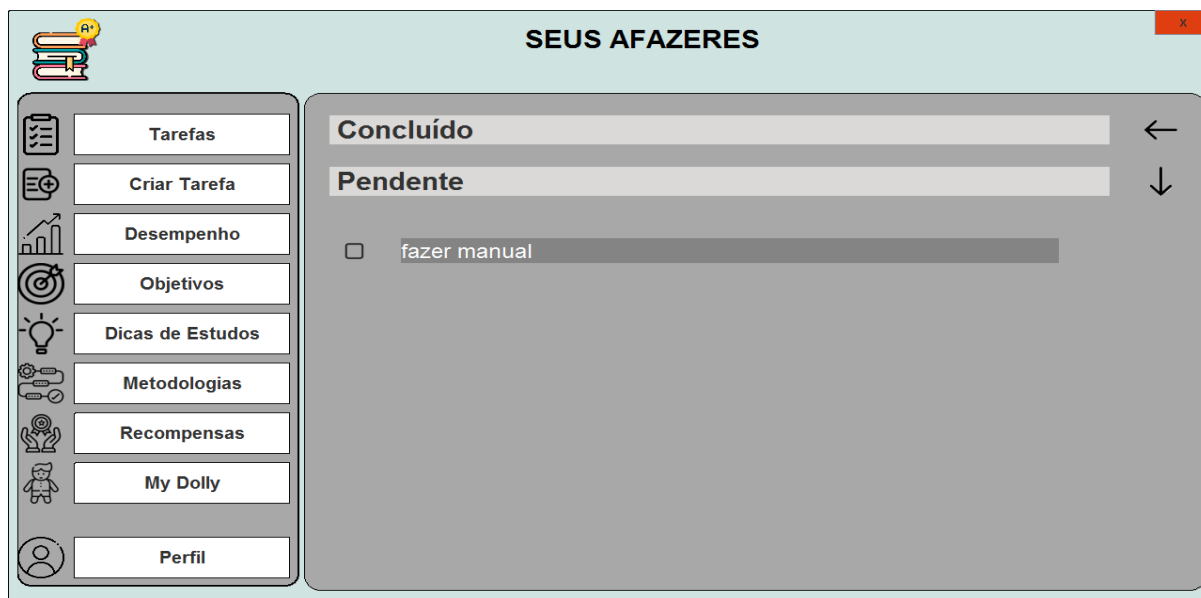 A+
SEUS AFAZERES
x
Tarefas
Criar Tarefa
Desempenho
Objetivos
Dicas de Estudos
Metodologias
Recompensas
My Dolly
Perfil
Concluído
Pendente
fazer manual